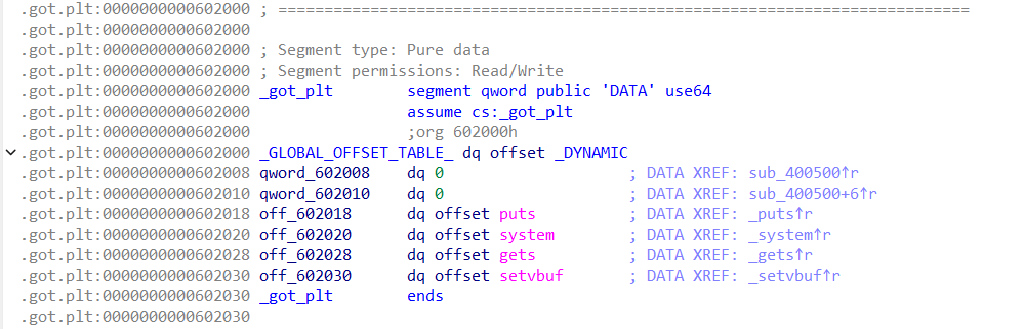 .got.plt:0000000000602000 ; ===========================================================================
.got.plt:0000000000602000
.got.plt:0000000000602000 ; Segment type: Pure data
.got.plt:0000000000602000 ; Segment permissions: Read/Write
.got.plt:0000000000602000 _got_plt segment qword public 'DATA' use64
.got.plt:0000000000602000 assume cs:_got_plt
.got.plt:0000000000602000 ;org 602000h
.got.plt:0000000000602000 _GLOBAL_OFFSET_TABLE_ dq offset _DYNAMIC
.got.plt:0000000000602008 qword_602008 dq 0 ; DATA XREF: sub_400500↑r
.got.plt:0000000000602010 qword_602010 dq 0 ; DATA XREF: sub_400500+6↑r
.got.plt:0000000000602018 off_602018 dq offset puts ; DATA XREF: _puts↑r
.got.plt:0000000000602020 off_602020 dq offset system ; DATA XREF: _system↑r
.got.plt:0000000000602028 off_602028 dq offset gets ; DATA XREF: _gets↑r
.got.plt:0000000000602030 off_602030 dq offset setvbuf ; DATA XREF: _setvbuf↑r
.got.plt:0000000000602030 _got_plt ends
.got.plt:0000000000602030